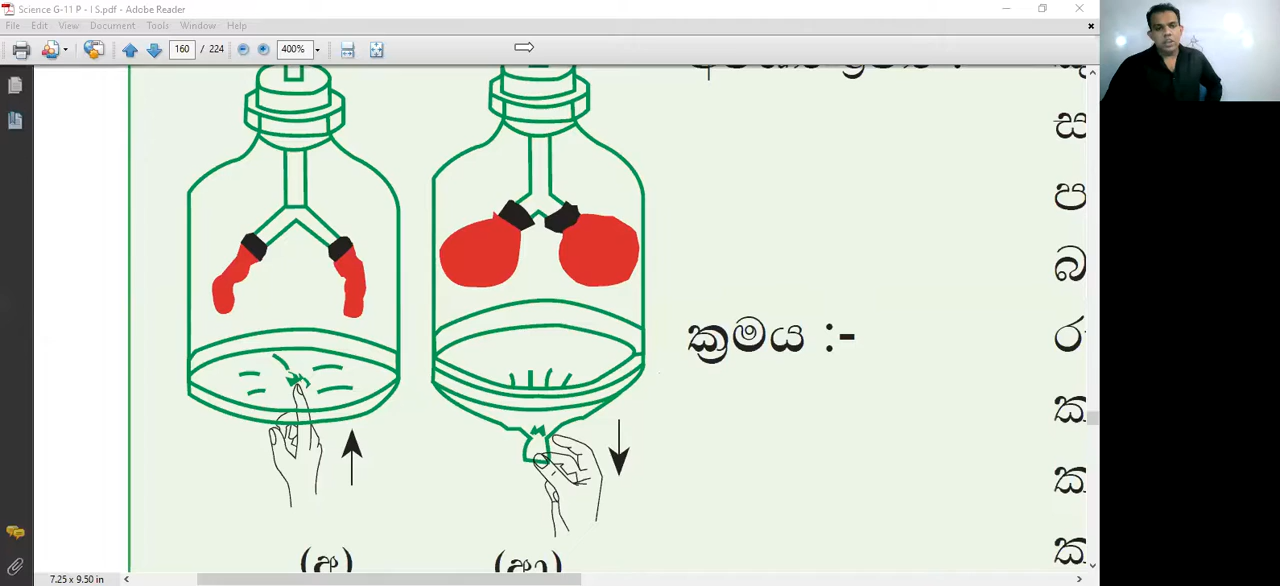 Science G-11 P - I S.pdf - Adobe Reader
File Edit View Document Tools Window Help
160 / 224 400%
ක්‍රමය :-
ස
ප
බ
ර
ක
ක
ක
(අ) (ආ)
7.25 x 9.50 in